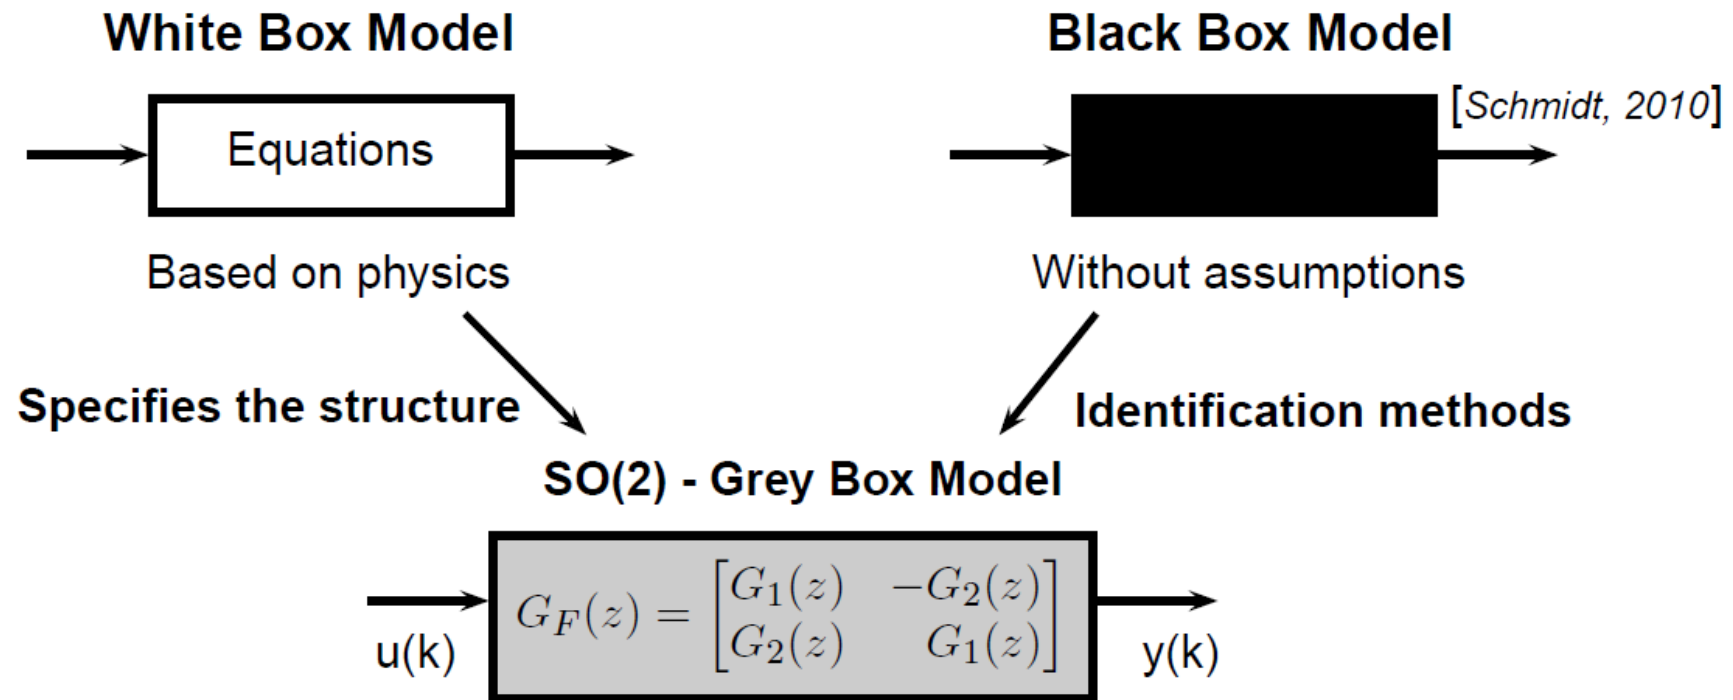 White Box Model
Black Box Model
[Schmidt, 2010]
Equations
Based on physics
Without assumptions
Specifies the structure
Identification methods
SO(2) - Grey Box Model
G_F(z) = [G_1(z) -G_2(z)
G_2(z) G_1(z)]
u(k)
y(k)